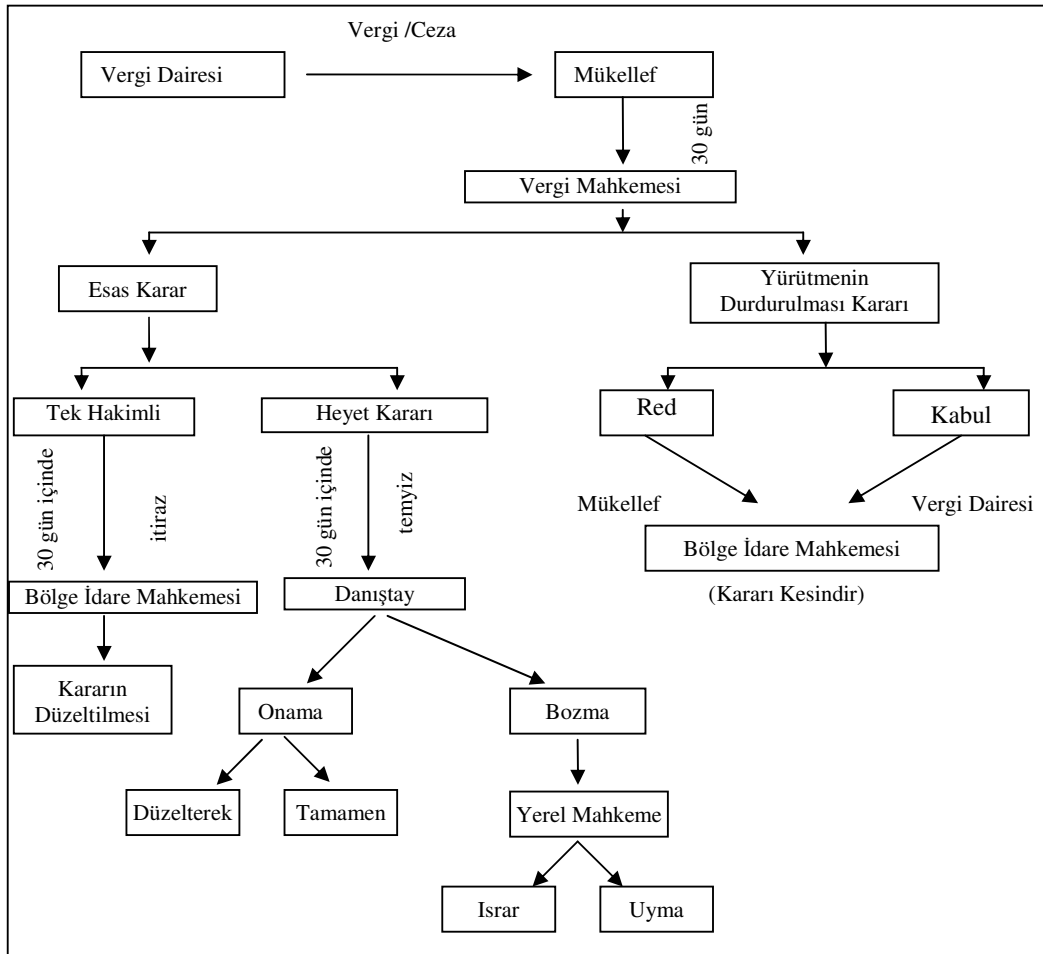 Vergi /Ceza
Vergi Dairesi
Mükellef
30 gün
Vergi Mahkemesi
Esas Karar
Yürütmenin
Durdurulması Kararı
Tek Hakimli
Heyet Kararı
Red
Kabul
30 gün içinde
itiraz
30 gün içinde
temyiz
Mükellef
Vergi Dairesi
Bölge İdare Mahkemesi
(Kararı Kesindir)
Bölge İdare Mahkemesi
Danıştay
Kararın
Düzeltilmesi
Onama
Bozma
Düzelterek
Tamamen
Yerel Mahkeme
Israr
Uyma